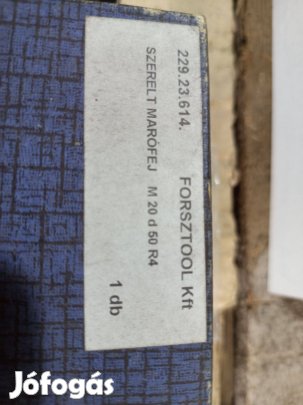 229.23.614. FORSZTOOL Kft
SZERELT MARÓFEJ M 20 d 50 R4
1 db
Jófogás